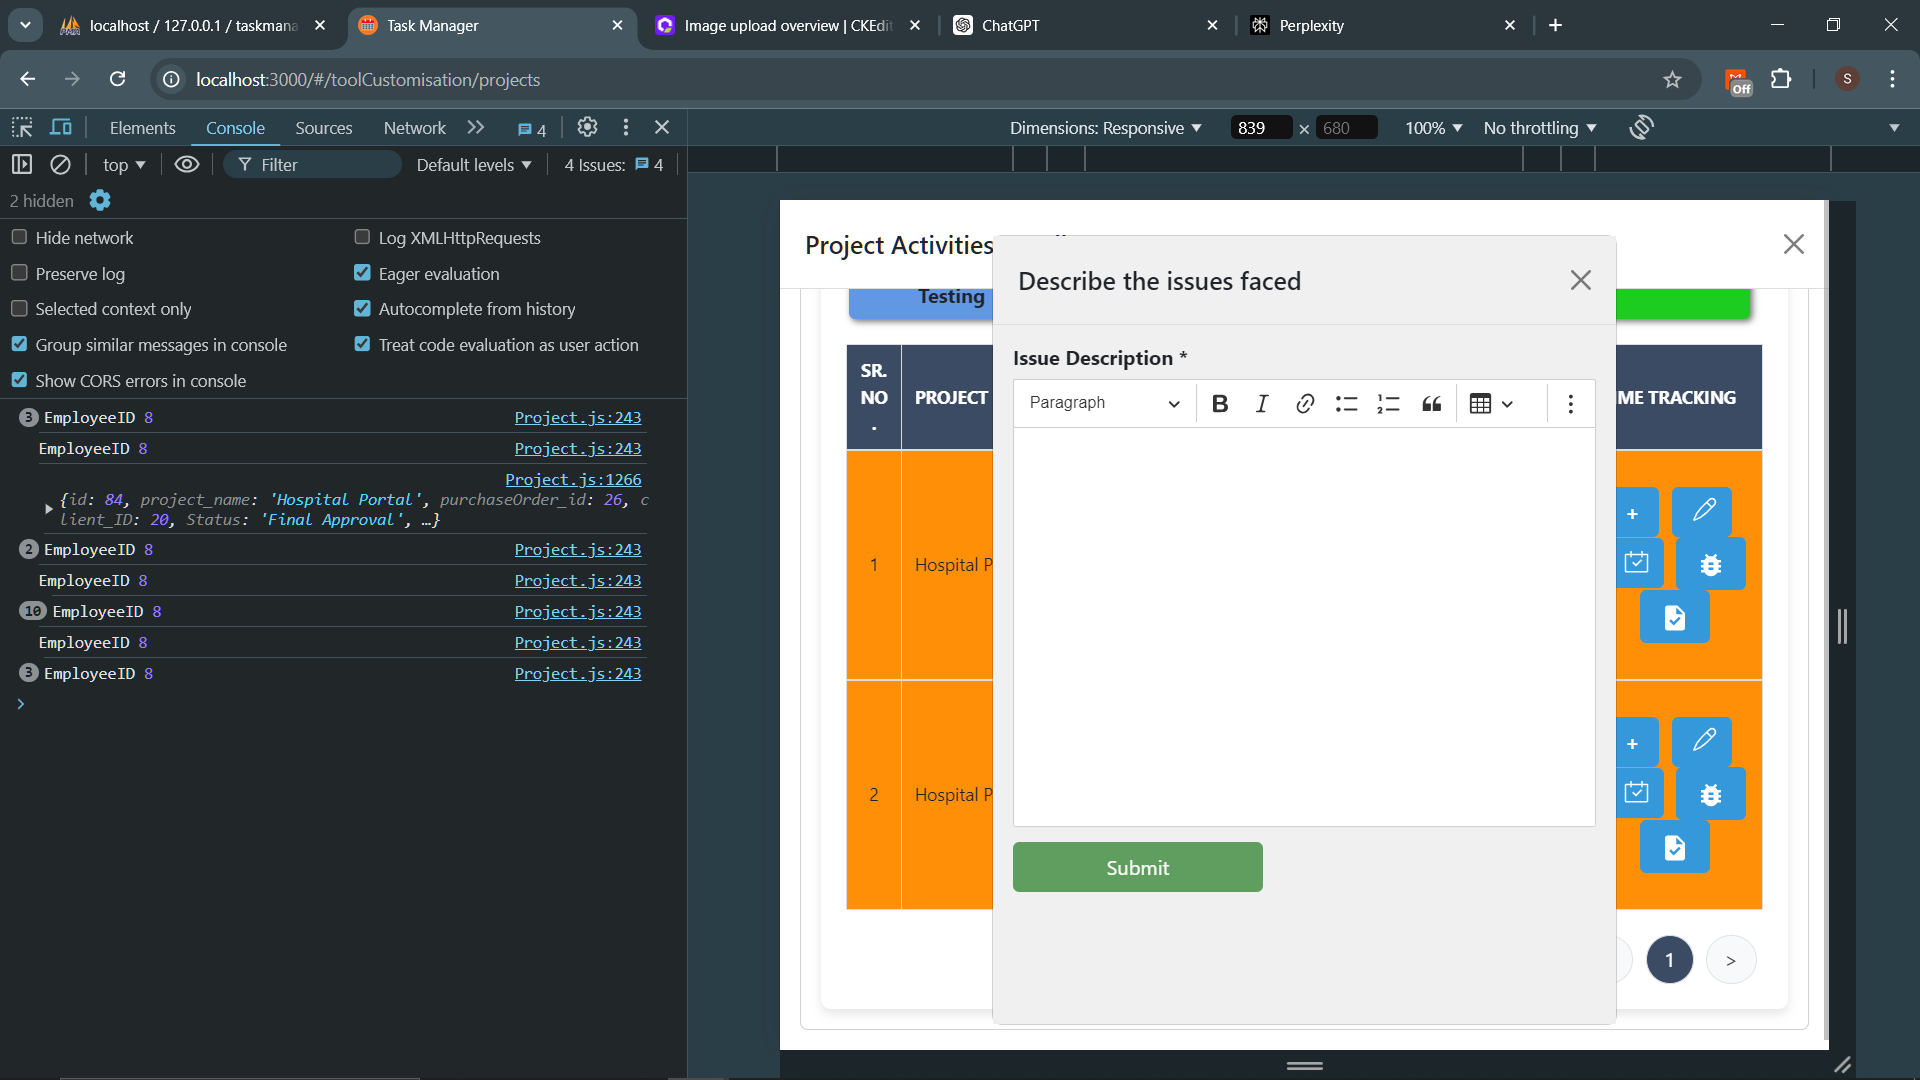 localhost / 127.0.0.1 / taskmana
Task Manager
Image upload overview | CKEdit
ChatGPT
Perplexity
localhost:3000/#/toolCustomisation/projects
Off
S
Elements
Console
Sources
Network
4
Dimensions: Responsive
839 × 680
100%
No throttling
top
Filter
Default levels
4 Issues: 4
2 hidden
Hide network
Log XMLHttpRequests
Preserve log
Eager evaluation
Selected context only
Autocomplete from history
Group similar messages in console
Treat code evaluation as user action
Show CORS errors in console
3 EmployeeID 8 Project.js:243
EmployeeID 8 Project.js:243
Project.js:1266
{id: 84, project_name: 'Hospital Portal', purchaseOrder_id: 26, c
lient_ID: 20, Status: 'Final Approval', …}
2 EmployeeID 8 Project.js:243
EmployeeID 8 Project.js:243
10 EmployeeID 8 Project.js:243
EmployeeID 8 Project.js:243
3 EmployeeID 8 Project.js:243
Project Activities
Describe the issues faced
Testing
Issue Description *
Paragraph
B I
SR.
NO
.
PROJECT
ME TRACKING
1
Hospital P
+
2
Hospital P
+
Submit
1
>